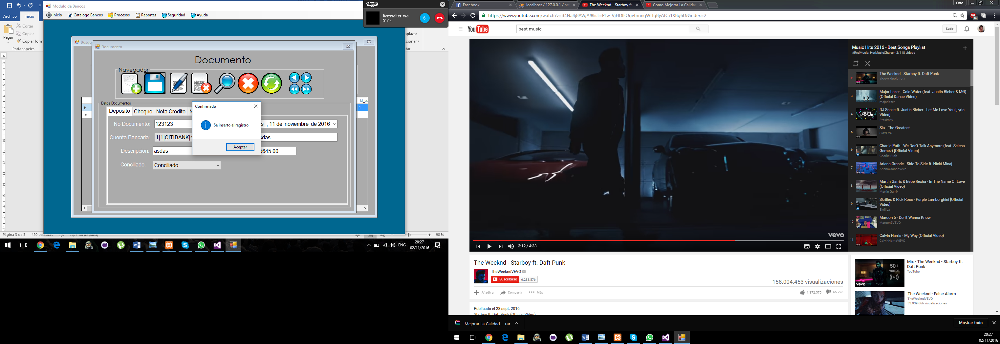 Archivo
Inicio
Pegar
Cortar
Copiar
Copiar form
Portapapeles
Modulo de Bancos
Inicio
Catalogo Bancos
Procesos
Reportes
Seguridad
Ayuda
skype
live:walter_wa...
01:14
Documento
Documento
Navegador
Datos Documentos
Deposito
Cheque
Nota Credito
No Documento:
123123
, 11 de noviembre de 2016
Cuenta Bancaria:
1|1|CITIBANK|4
Descripcion:
asdas
5645.00
Conciliado:
Conciliado
Confirmado
Se inserto el registro
Aceptar
id_cu
1
Página 3 de 3
420 palabras
Español (España)
90 %
ENG
20:27
02/11/2016
Facebook
localhost / 127.0.0.1 / ho
The Weeknd - Starboy ft.
Como Mejorar La Calidad
Otto
https://www.youtube.com/watch?v=34Na4j8AVgA&list=PLw-VjHDlEOgvtnnnqWlTqByAtC7tXBg6D&index=2
ABP
39
YouTube
best music
Subir
Music Hits 2016 - Best Songs Playlist
#RedMusic: HotMusicCharts • 2/118 vídeos
The Weeknd - Starboy ft. Daft Punk
TheWeekndVEVO
3
Major Lazer - Cold Water (feat. Justin Bieber & MØ)
(Official Dance Video)
majorlazer
4
LET ME
LOVE YOU
DJ Snake ft. Justin Bieber - Let Me Love You [Lyric
Video]
Proximity
5
Sia - The Greatest
SiaVEVO
6
Charlie Puth - We Don't Talk Anymore (feat. Selena
Gomez) [Official Video]
Charlie Puth
7
Ariana Grande - Side To Side ft. Nicki Minaj
ArianaGrandeVevo
8
Martin Garrix & Bebe Rexha - In The Name Of Love
(Official Video)
Martin Garrix
9
Skrillex & Rick Ross - Purple Lamborghini [Official
Video]
Skrillex
10
Maroon 5 - Don't Wanna Know
Maroon5VEVO
11
Calvin Harris - My Way (Official Video)
CalvinHarrisVEVO
vevo
3:12 / 4:33
The Weeknd - Starboy ft. Daft Punk
TheWeekndVEVO
Suscribirse
6.283.576
158.004.453 visualizaciones
Añadir a
Compartir
Más
1.372.575
65.226
Publicado el 28 sept. 2016
Starboy ft. Daft Punk (Official Video)
50+
VÍDEOS
vevo
Mix - The Weeknd - Starboy ft.
Daft Punk
YouTube
The Weeknd - False Alarm
TheWeekndVEVO
33.939.666 visualizaciones
Mejorar La Calidad ....rar
Mostrar todo
20:27
02/11/2016